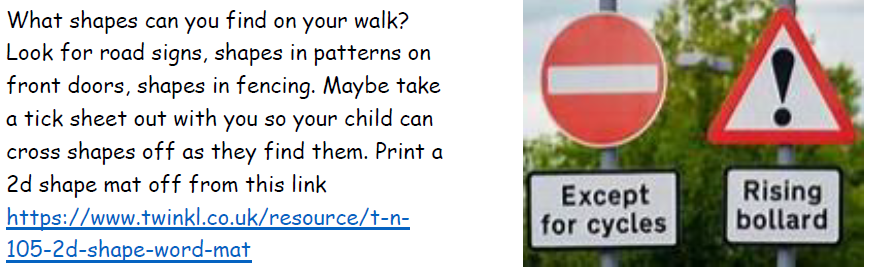 What shapes can you find on your walk?
Look for road signs, shapes in patterns on
front doors, shapes in fencing. Maybe take
a tick sheet out with you so your child can
cross shapes off as they find them. Print a
2d shape mat off from this link
https://www.twinkl.co.uk/resource/t-n-
105-2d-shape-word-mat
!
Except
for cycles
Rising
bollard